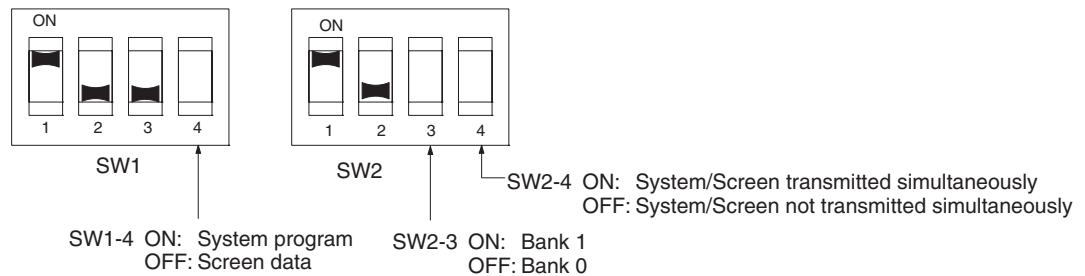 ON
1 2 3 4
SW1
ON
1 2 3 4
SW2
SW2-4 ON: System/Screen transmitted simultaneously
OFF: System/Screen not transmitted simultaneously
SW1-4 ON: System program
OFF: Screen data
SW2-3 ON: Bank 1
OFF: Bank 0